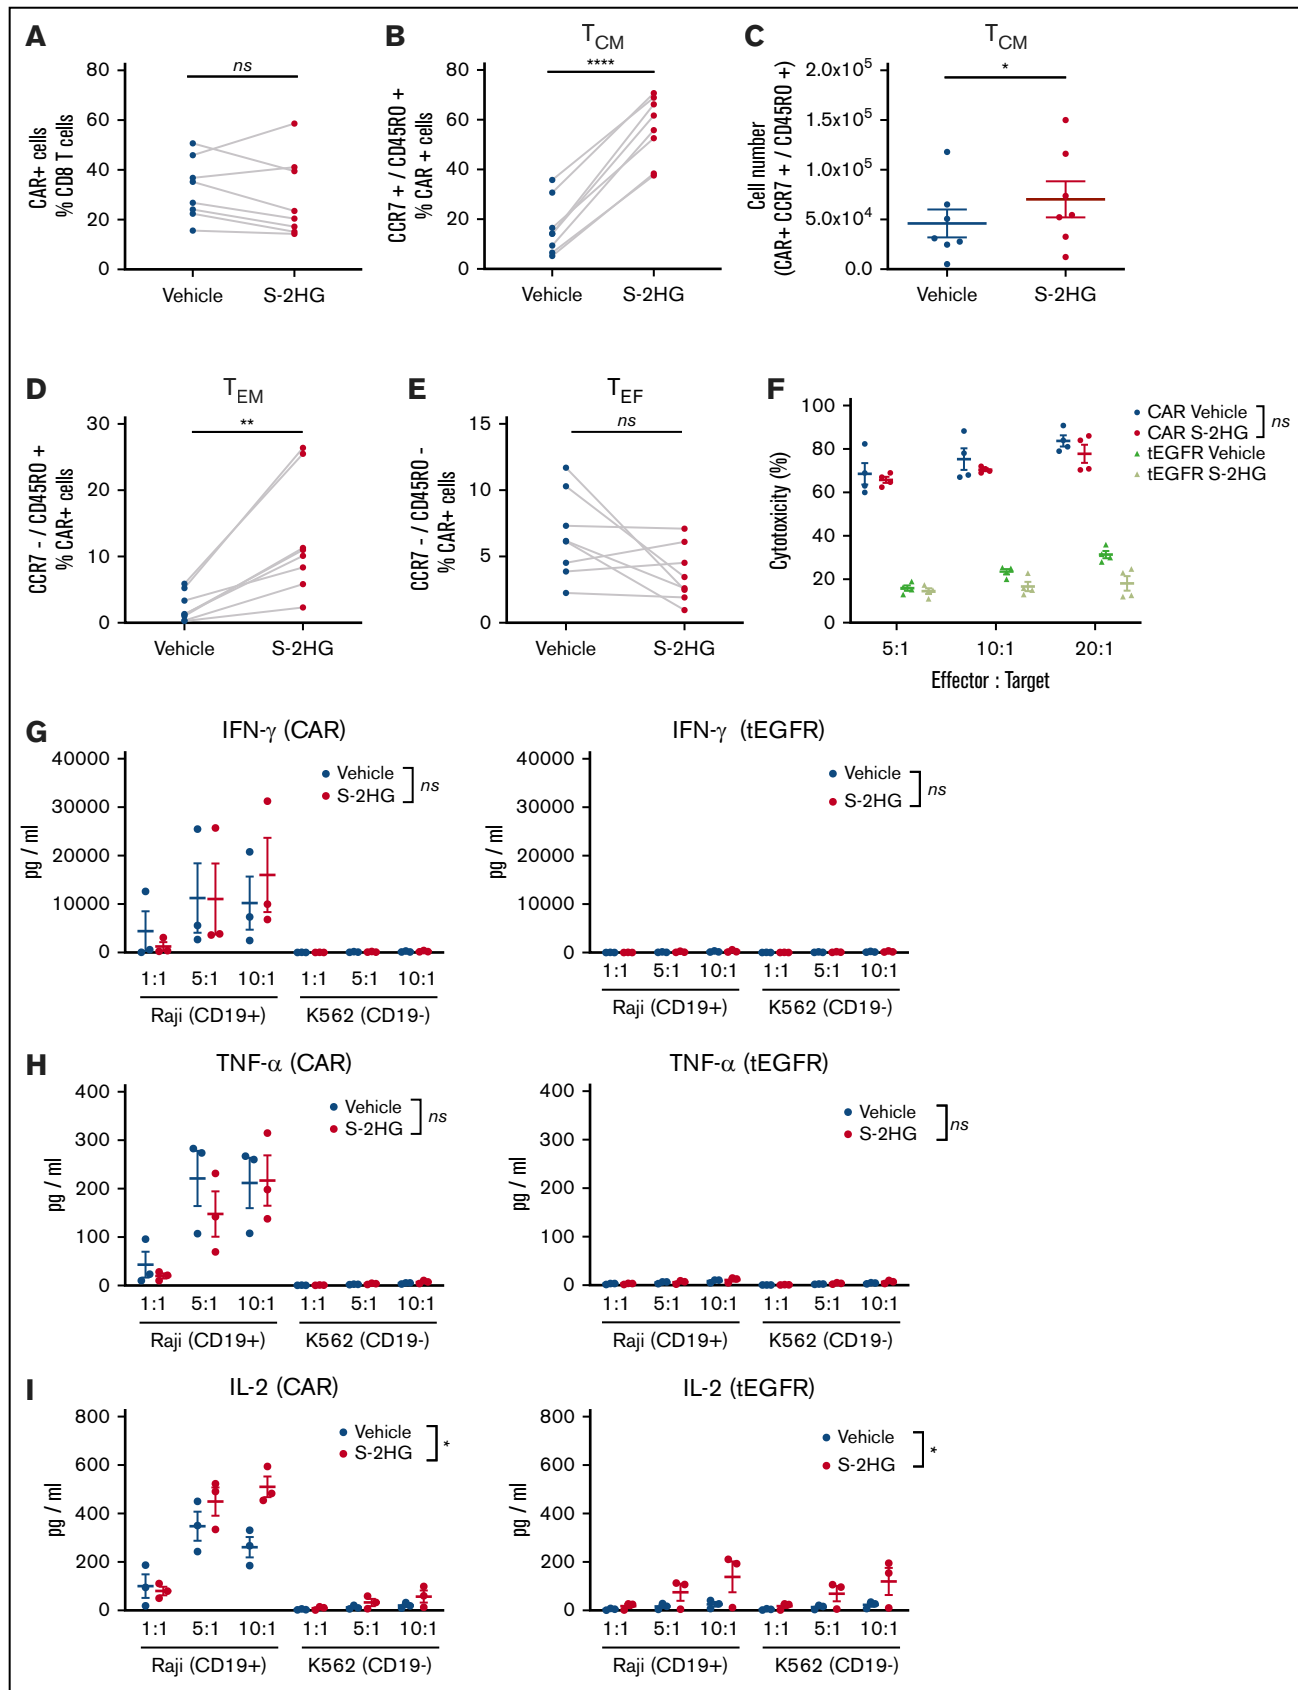 A
ns
80
60
40
20
0
CAR+ cells
% CD8 T cells
Vehicle S-2HG
B
TCM
****
80
60
40
20
0
CCR7 + / CD45RO +
% CAR + cells
Vehicle S-2HG
C
TCM
*
2.0x10⁵
1.5x10⁵
1.0x10⁵
5.0x10⁴
0.0
Cell number
(CAR+ CCR7 + / CD45RO +)
Vehicle S-2HG
D
TEM
**
30
20
10
0
CCR7 - / CD45RO +
% CAR+ cells
Vehicle S-2HG
E
TEF
ns
15
10
5
0
CCR7 - / CD45RO -
% CAR+ cells
Vehicle S-2HG
F
100
80
60
40
20
0
Cytotoxicity (%)
CAR Vehicle
CAR S-2HG
ns
tEGFR Vehicle
tEGFR S-2HG
5:1 10:1 20:1
Effector : Target
G
IFN-γ (CAR)
40000
30000
20000
10000
0
pg / ml
Vehicle
S-2HG
ns
1:1 5:1 10:1 1:1 5:1 10:1
Raji (CD19+) K562 (CD19-)
IFN-γ (tEGFR)
40000
30000
20000
10000
0
pg / ml
Vehicle
S-2HG
ns
1:1 5:1 10:1 1:1 5:1 10:1
Raji (CD19+) K562 (CD19-)
H
TNF-α (CAR)
400
300
200
100
0
pg / ml
Vehicle
S-2HG
ns
1:1 5:1 10:1 1:1 5:1 10:1
Raji (CD19+) K562 (CD19-)
TNF-α (tEGFR)
400
300
200
100
0
pg / ml
Vehicle
S-2HG
ns
1:1 5:1 10:1 1:1 5:1 10:1
Raji (CD19+) K562 (CD19-)
I
IL-2 (CAR)
800
600
400
200
0
pg / ml
Vehicle
S-2HG
*
1:1 5:1 10:1 1:1 5:1 10:1
Raji (CD19+) K562 (CD19-)
IL-2 (tEGFR)
800
600
400
200
0
pg / ml
Vehicle
S-2HG
*
1:1 5:1 10:1 1:1 5:1 10:1
Raji (CD19+) K562 (CD19-)